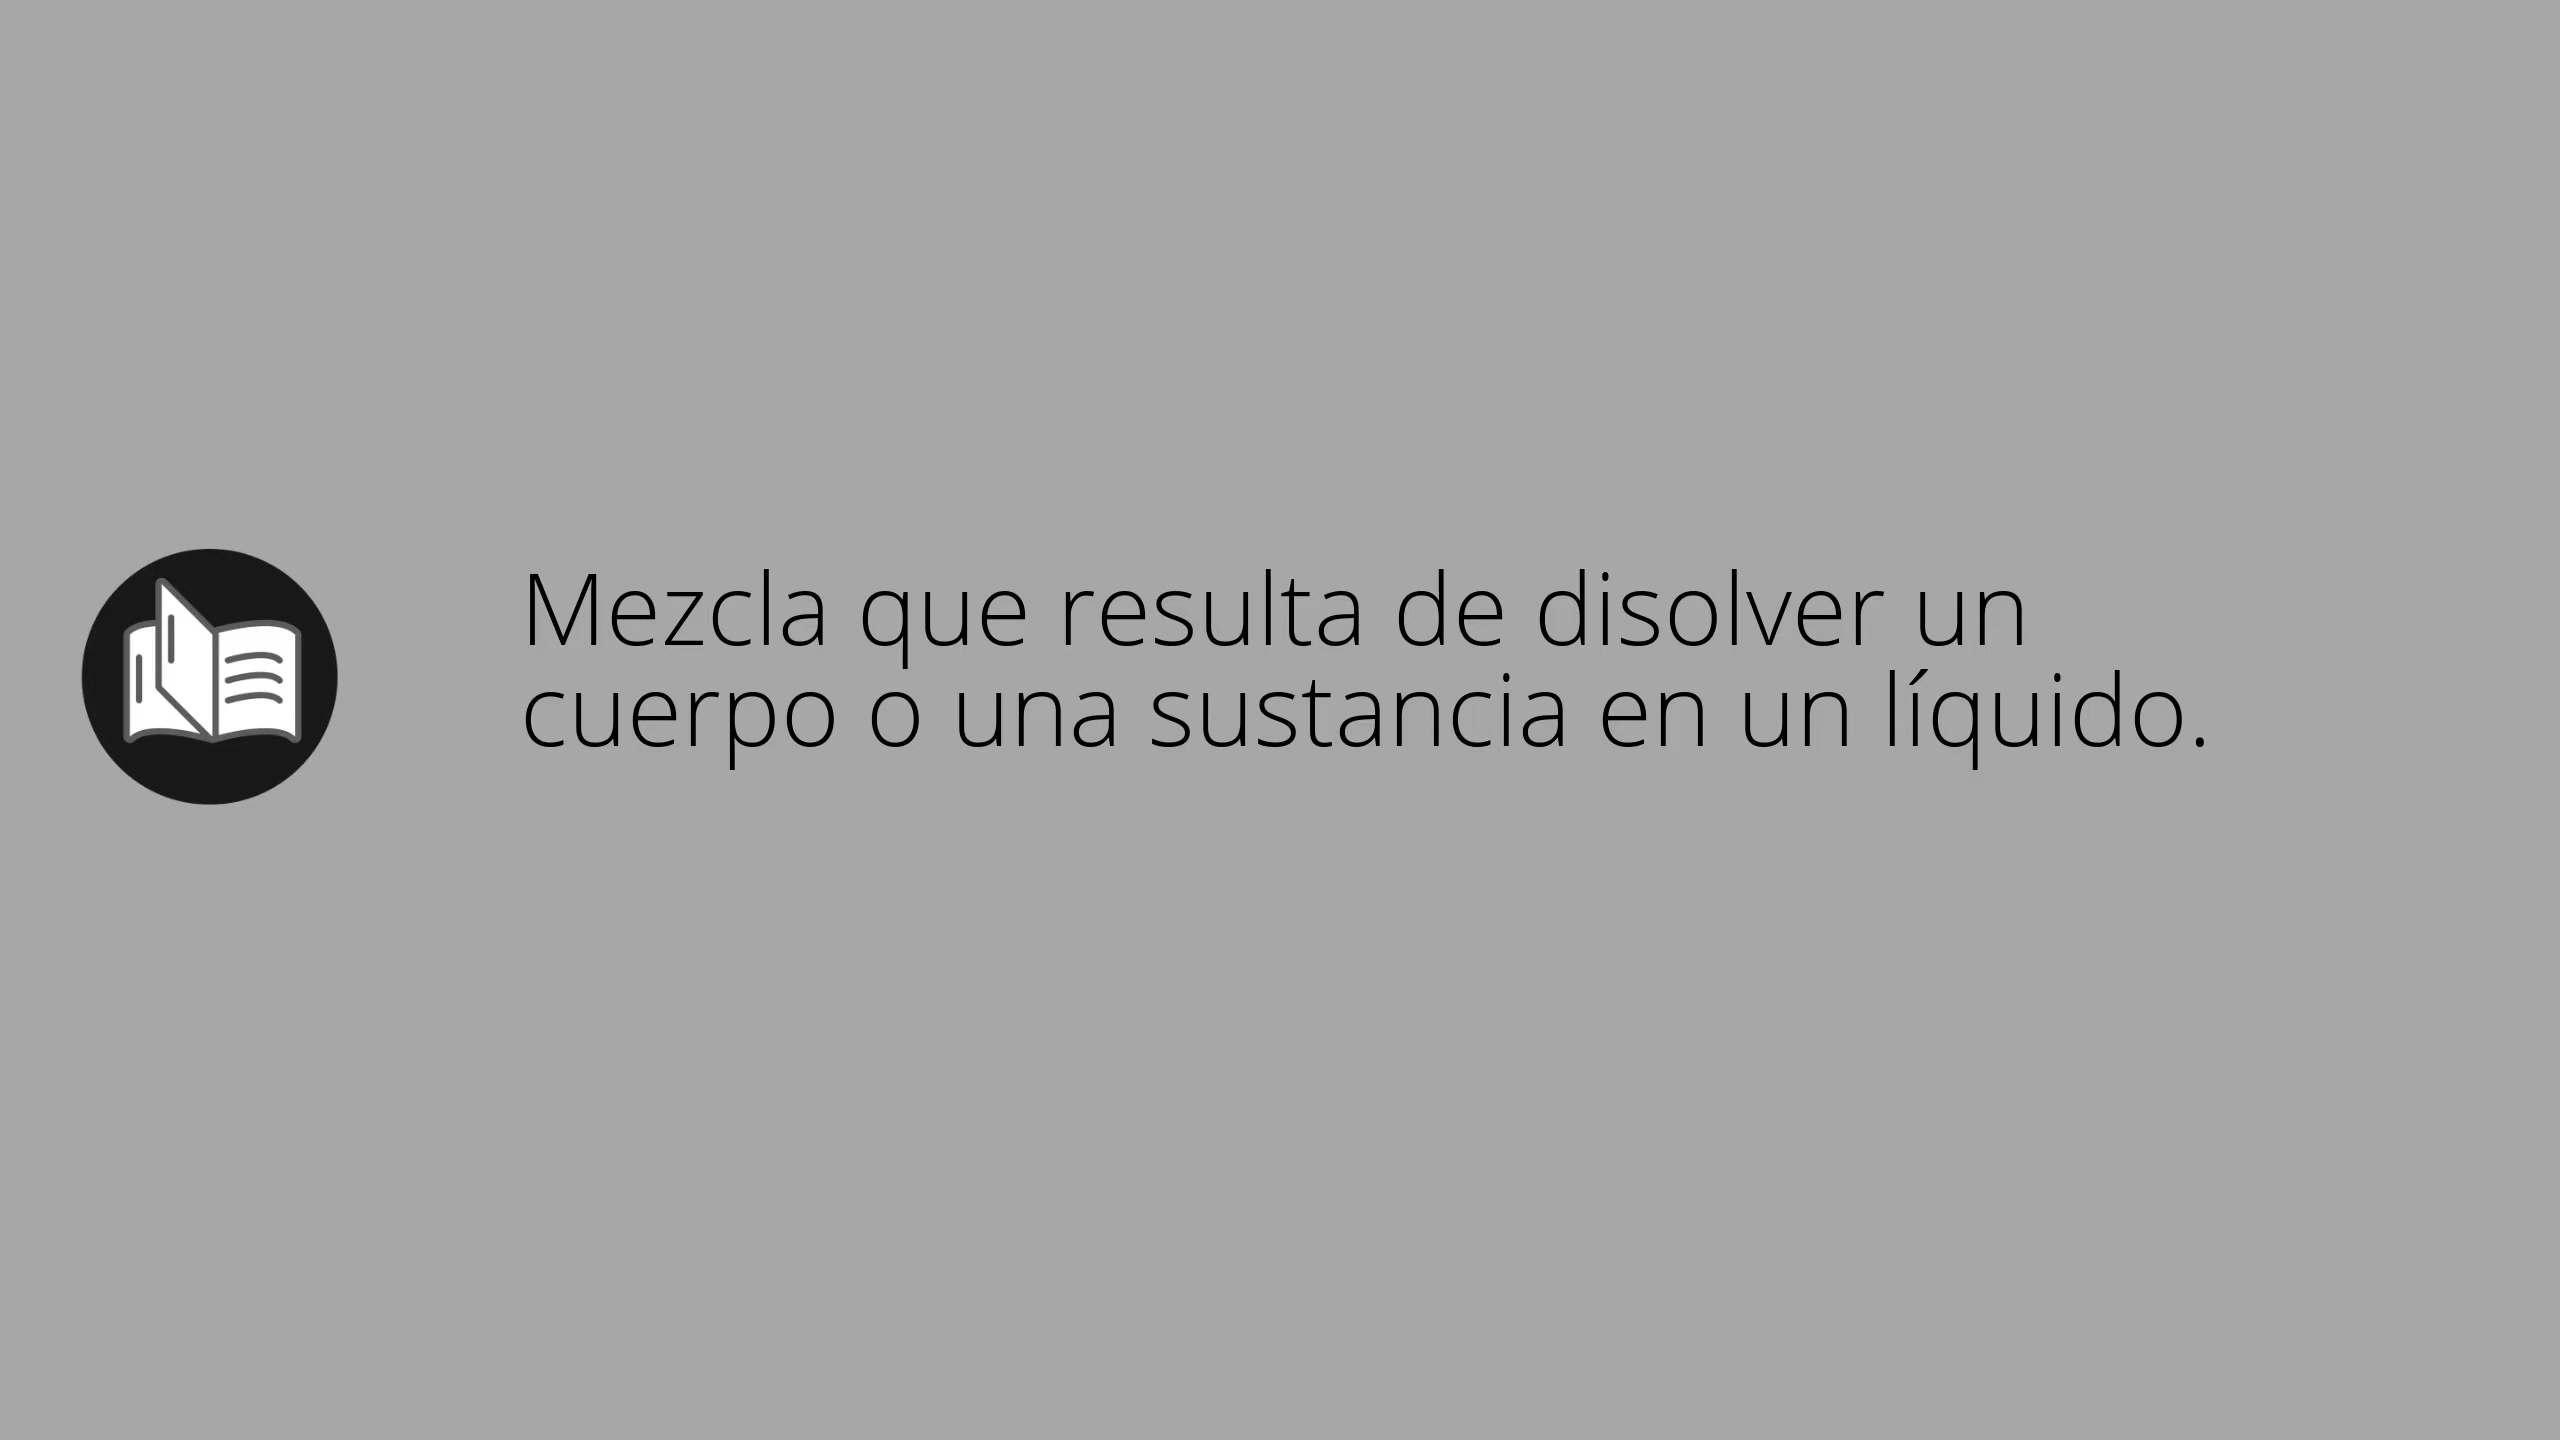 Mezcla que resulta de disolver un
cuerpo o una sustancia en un líquido.